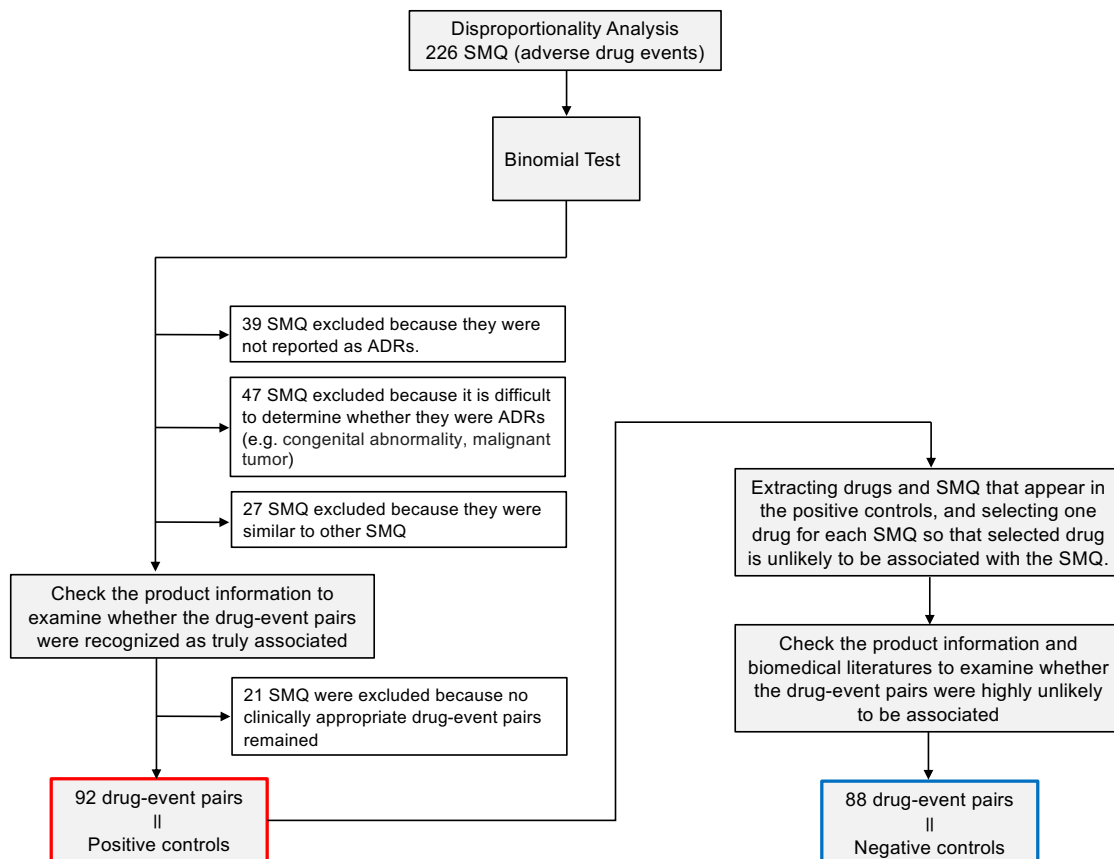 Disproportionality Analysis
226 SMQ (adverse drug events)
Binomial Test
39 SMQ excluded because they were
not reported as ADRs.
47 SMQ excluded because it is difficult
to determine whether they were ADRs
(e.g. congenital abnormality, malignant
tumor)
27 SMQ excluded because they were
similar to other SMQ
Check the product information to
examine whether the drug-event pairs
were recognized as truly associated
21 SMQ were excluded because no
clinically appropriate drug-event pairs
remained
92 drug-event pairs
॥
Positive controls
Extracting drugs and SMQ that appear in
the positive controls, and selecting one
drug for each SMQ so that selected drug
is unlikely to be associated with the SMQ.
Check the product information and
biomedical literatures to examine whether
the drug-event pairs were highly unlikely
to be associated
88 drug-event pairs
॥
Negative controls